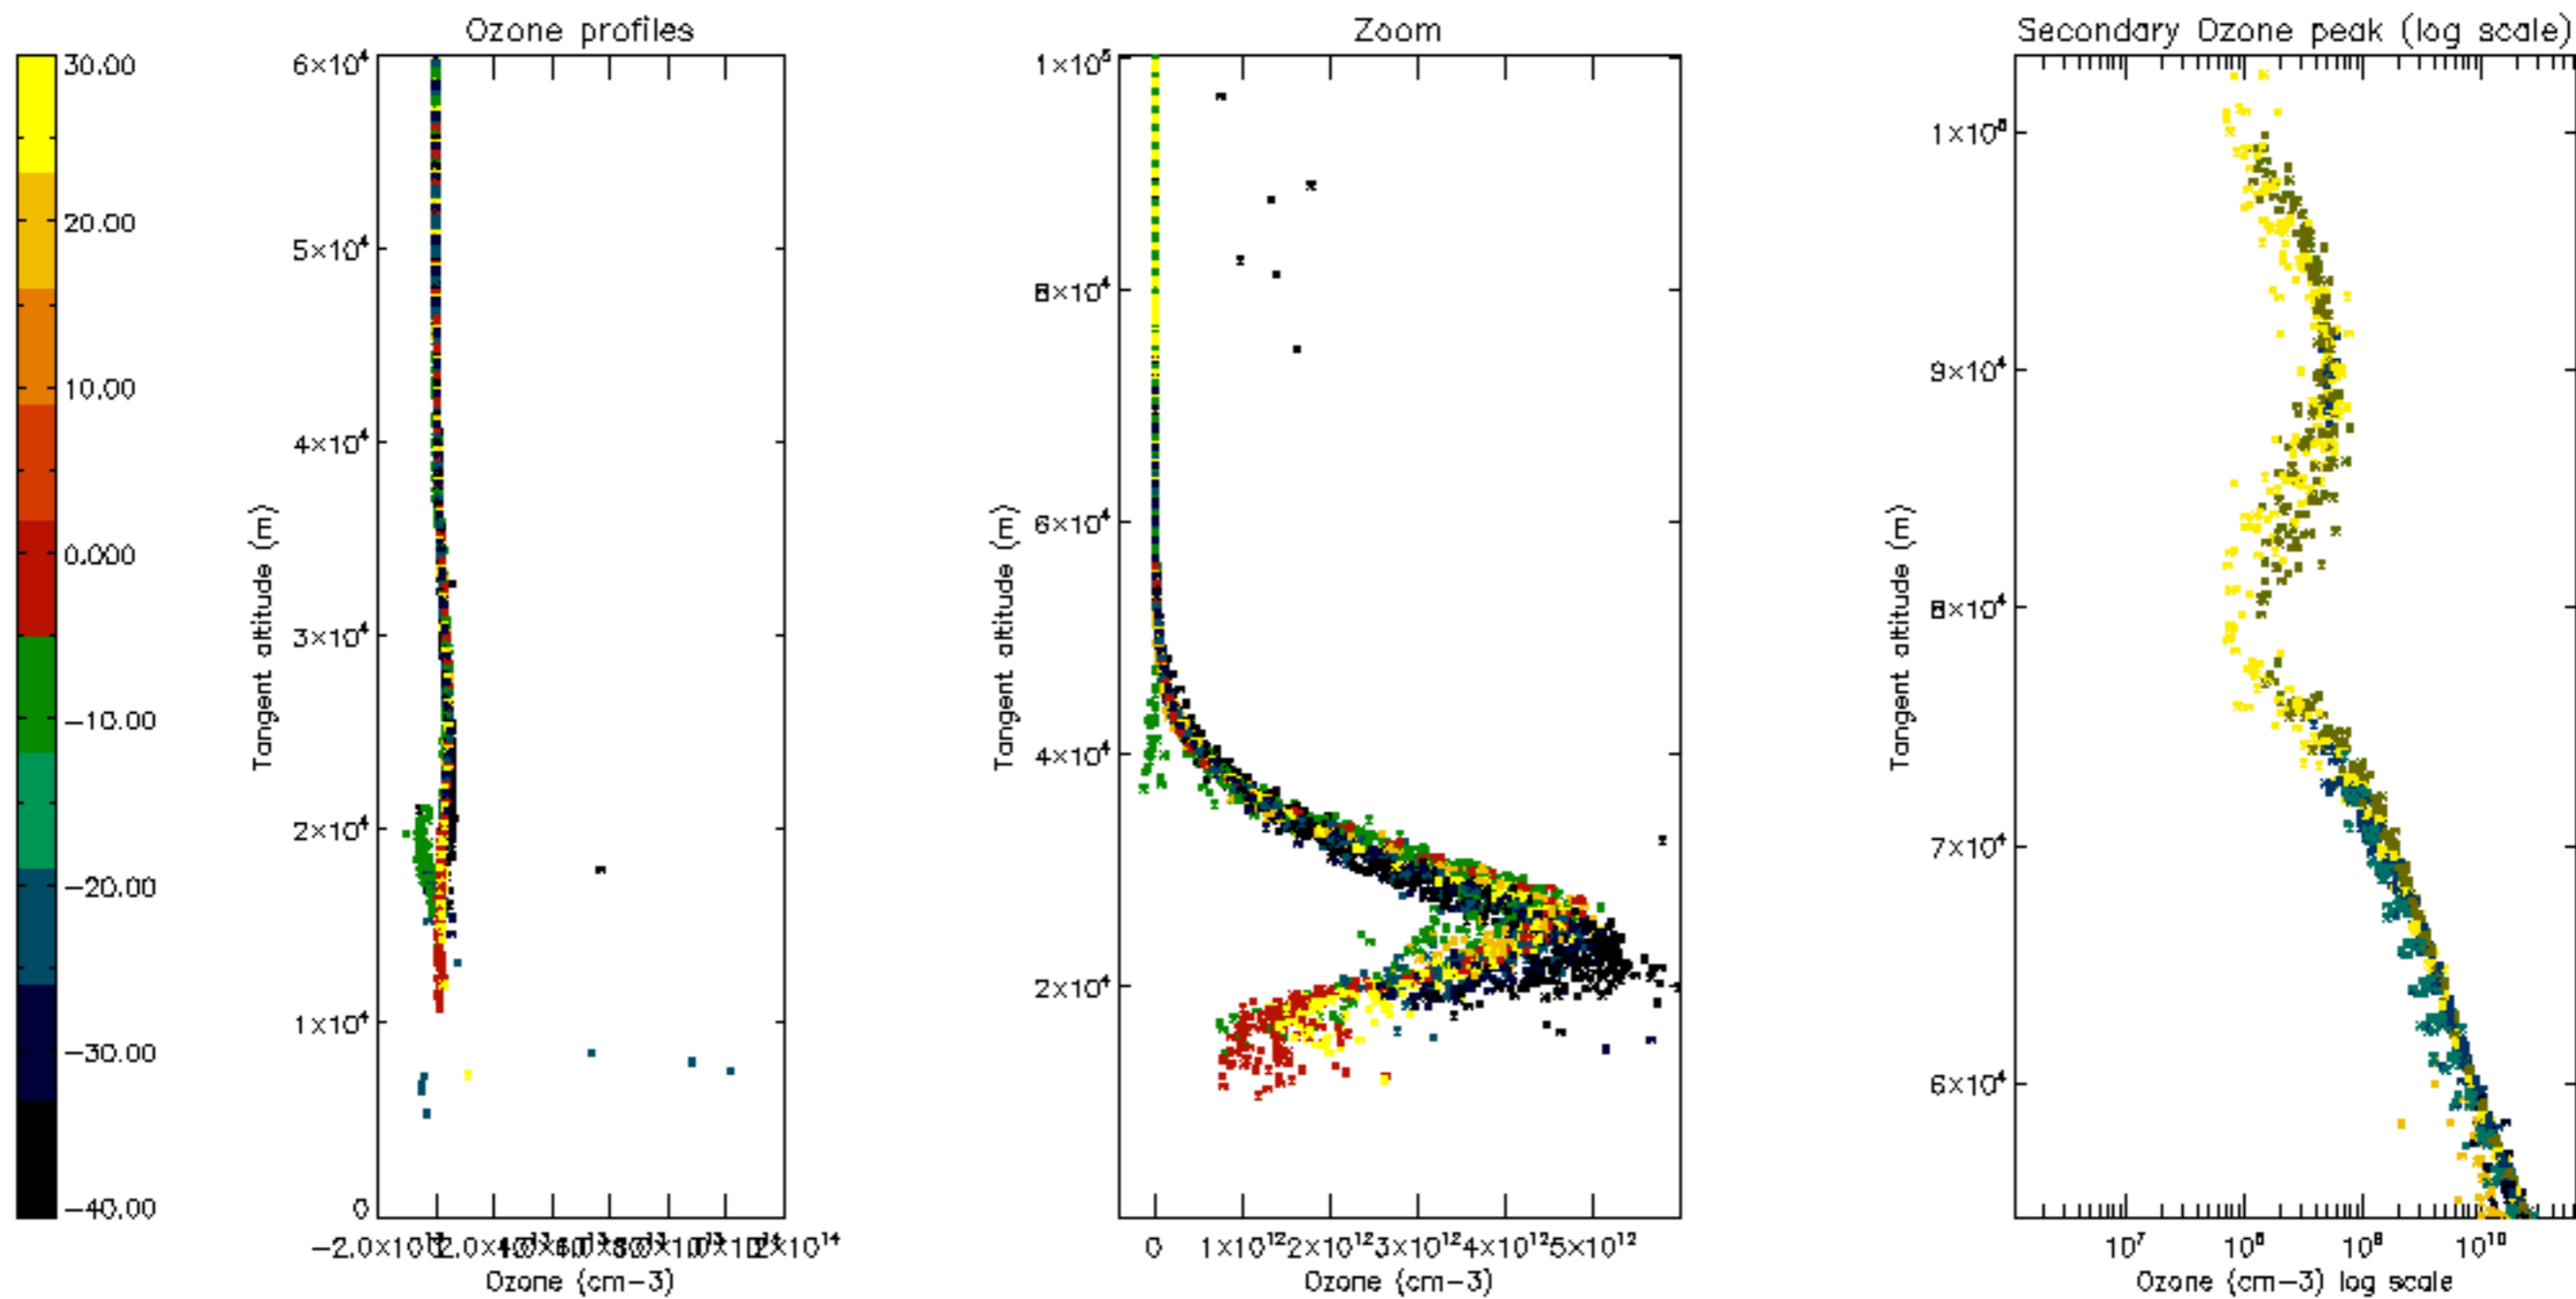 Ozone profiles
Zoom
Secondary Ozone peak (log scale)
30.00
20.00
10.00
0.000
−10.00
−20.00
−30.00
−40.00
Tangent altitude (m)
6×10⁴
5×10⁴
4×10⁴
3×10⁴
2×10⁴
1×10⁴
0
Ozone (cm−3)
Tangent altitude (m)
1×10⁵
8×10⁴
6×10⁴
4×10⁴
2×10⁴
0 1×10¹² 2×10¹² 3×10¹² 4×10¹² 5×10¹²
Ozone (cm−3)
Tangent altitude (m)
9×10⁴
8×10⁴
7×10⁴
6×10⁴
10⁷ 10⁸ 10⁹ 10¹⁰
Ozone (cm−3) log scale